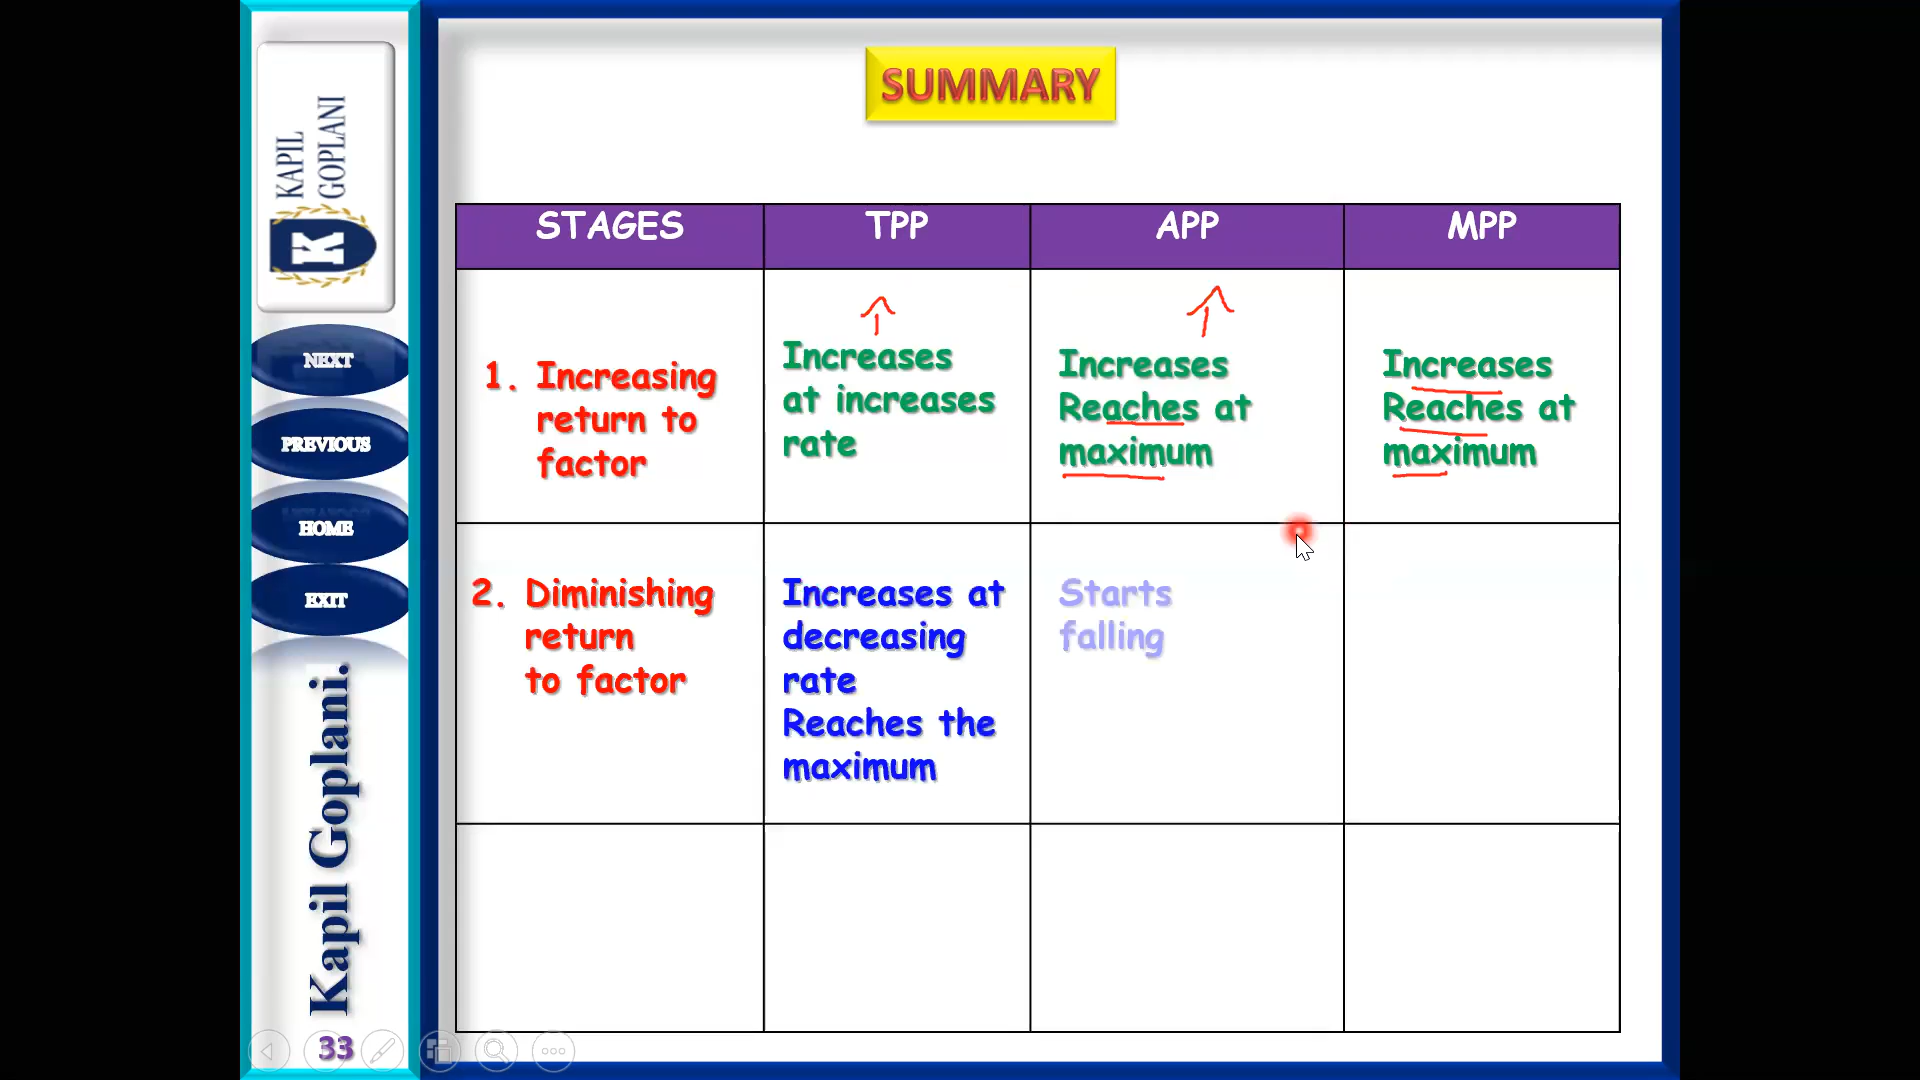 SUMMARY
KAPIL
GOPLANI
K
NEXT
PREVIOUS
HOME
EXIT
Kapil Goplani.
33
STAGES TPP APP MPP
1. Increasing
return to
factor
Increases
at increases
rate
Increases
Reaches at
maximum
Increases
Reaches at
maximum
2. Diminishing
return
to factor
Increases at
decreasing
rate
Reaches the
maximum
Starts
falling